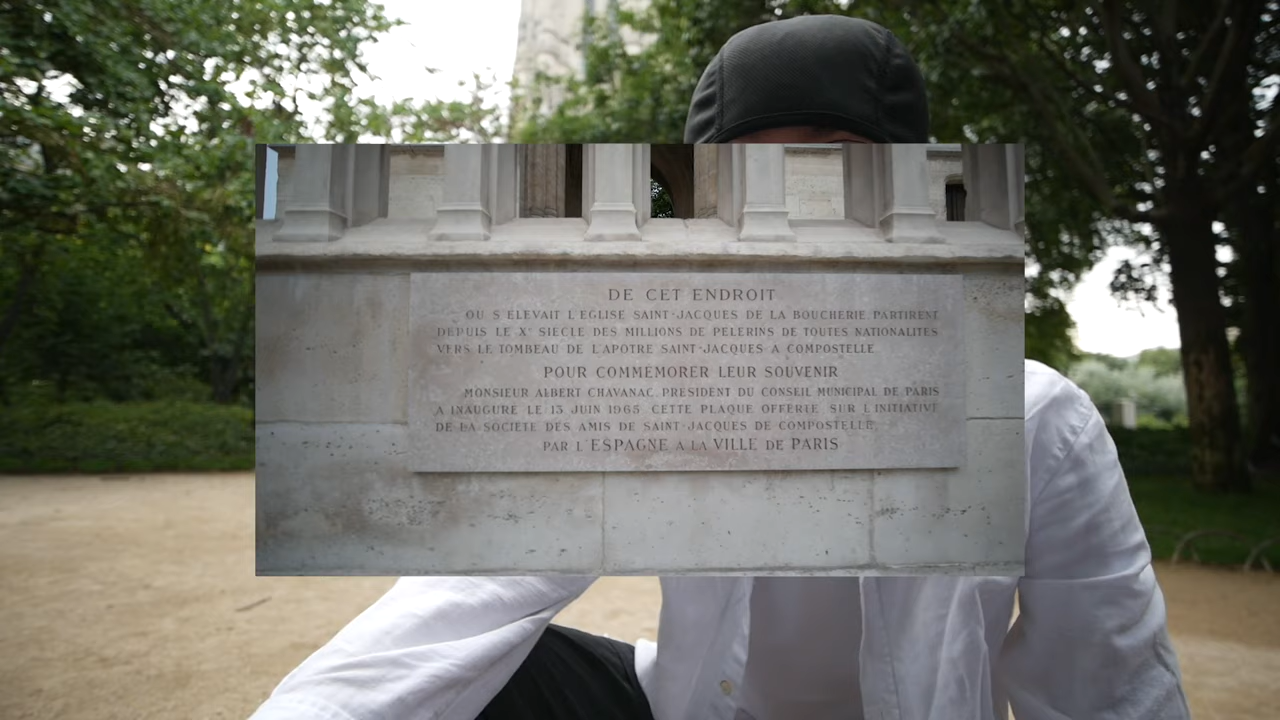 DE CET ENDROIT
OU S ÉLEVAIT L'EGLISE SAINT-JACQUES DE LA BOUCHERIE PARTIRENT
DEPUIS LE Xe SIECLE DES MILLIONS DE PELERINS DE TOUTES NATIONALITES
VERS LE TOMBEAU DE L'APOTRE SAINT-JACQUES A COMPOSTELLE.
POUR COMMEMORER LEUR SOUVENIR
MONSIEUR ALBERT CHAVANAC, PRESIDENT DU CONSEIL MUNICIPAL DE PARIS
A INAUGURE LE 13 JUIN 1965 CETTE PLAQUE OFFERTE SUR L'INITIATIVE
DE LA SOCIETE DES AMIS DE SAINT-JACQUES DE COMPOSTELLE,
PAR L'ESPAGNE A LA VILLE DE PARIS